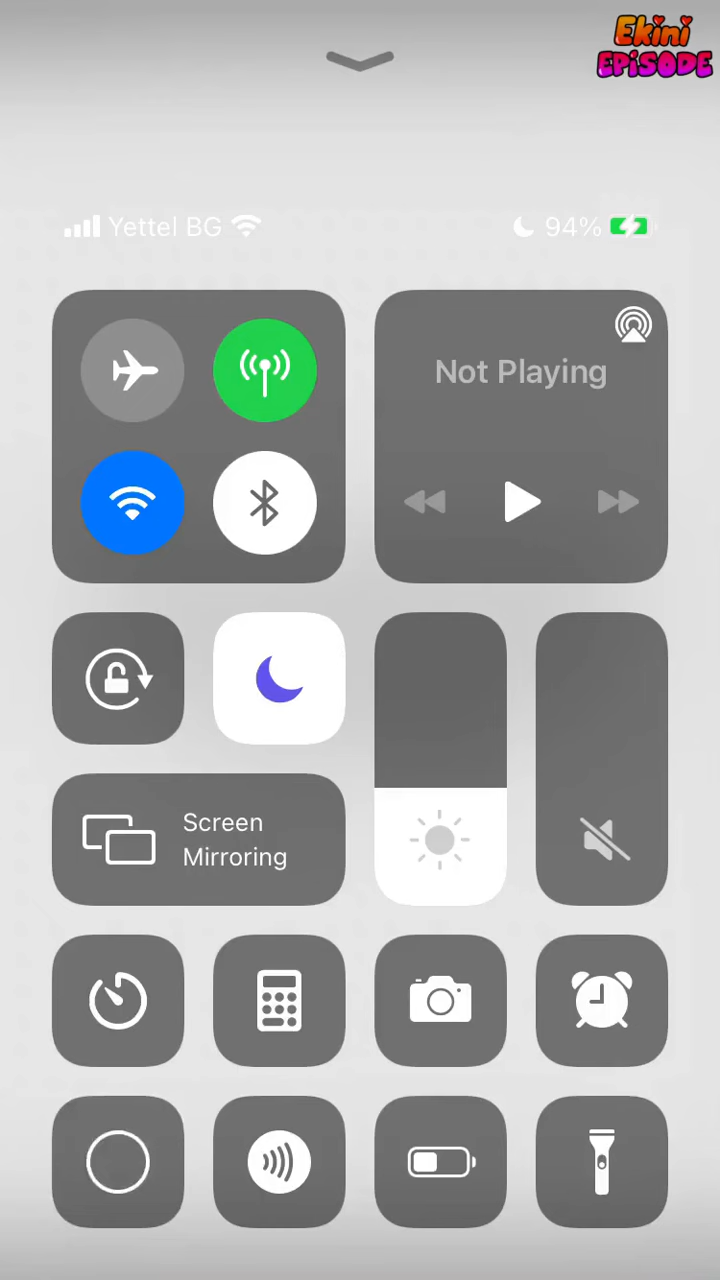 Ekini
EPiSODE
Yettel BG
94%
Not Playing
Screen
Mirroring